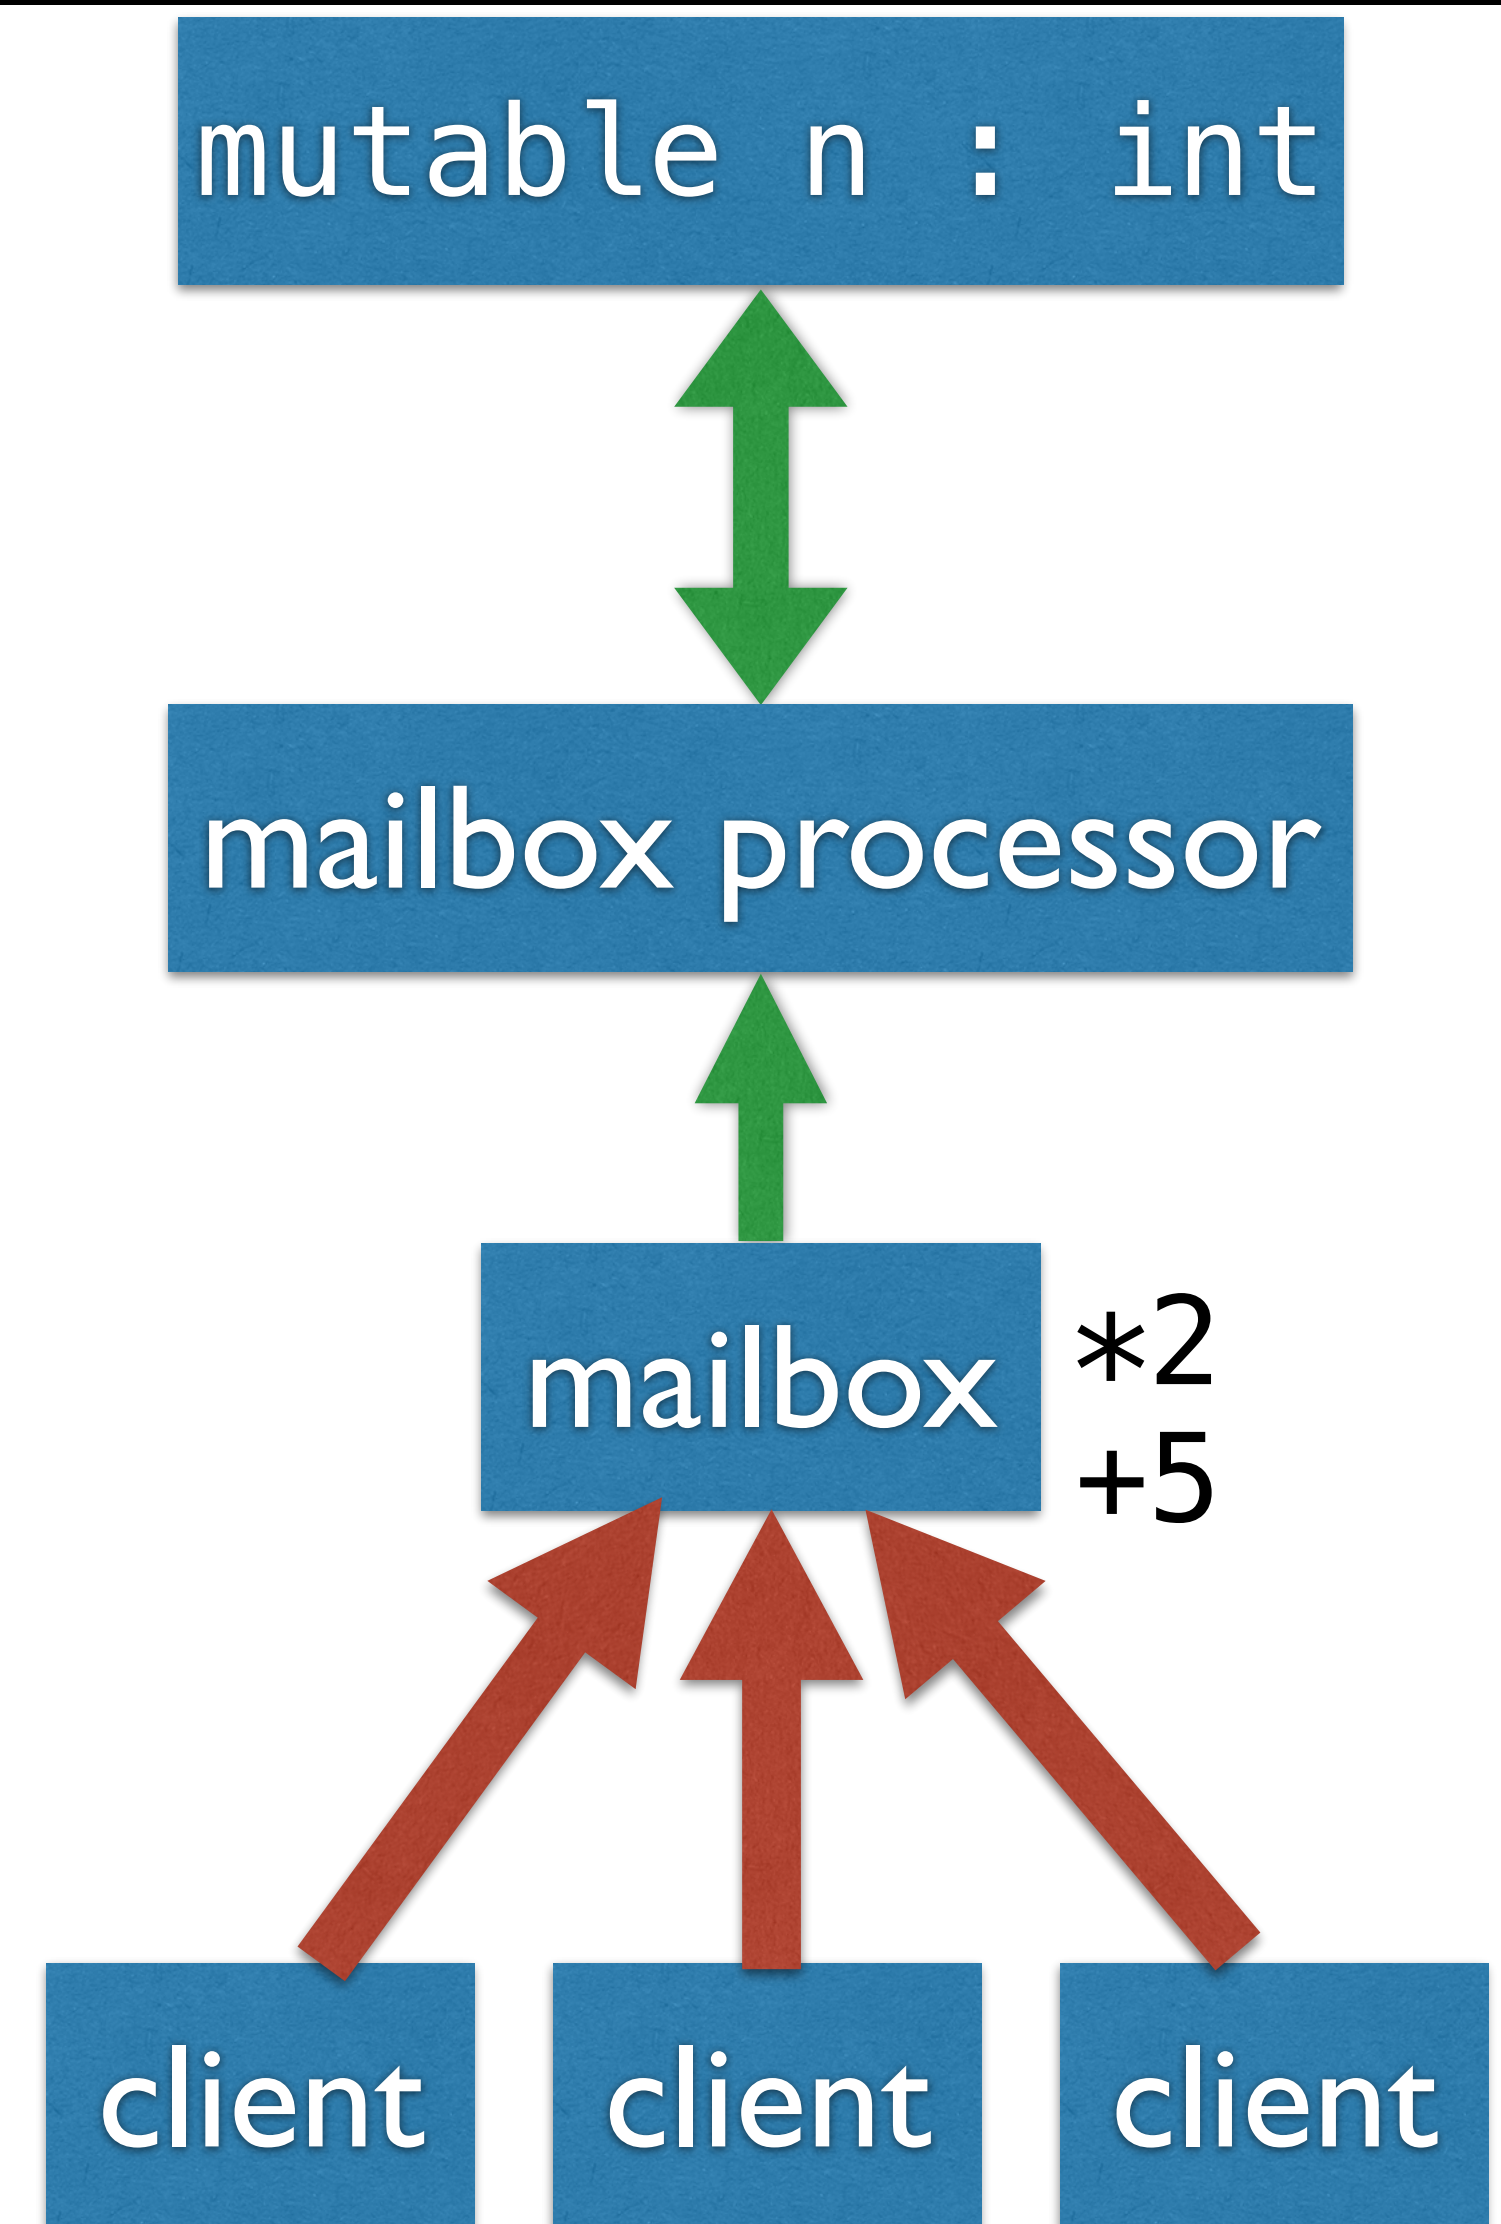 mutable n : int
mailbox processor
mailbox
*2
+5
client
client
client